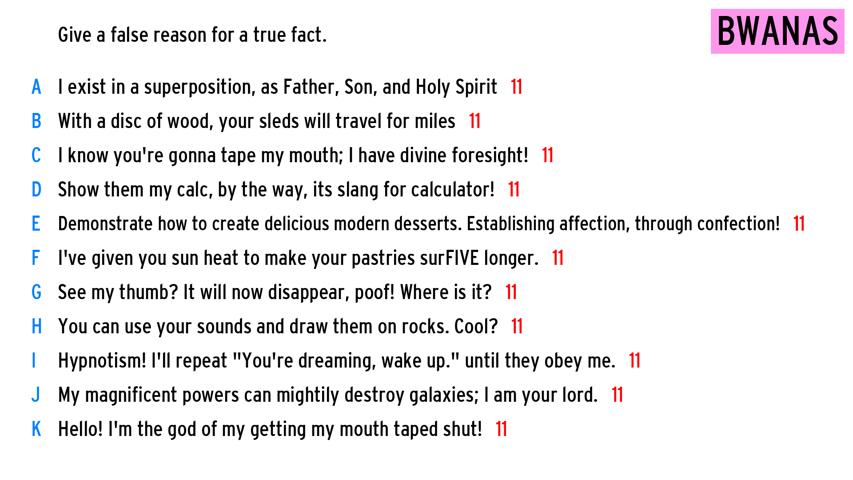 Give a false reason for a true fact.
BWANAS
A I exist in a superposition, as Father, Son, and Holy Spirit 11
B With a disc of wood, your sleds will travel for miles 11
C I know you're gonna tape my mouth; I have divine foresight! 11
D Show them my calc, by the way, its slang for calculator! 11
E Demonstrate how to create delicious modern desserts. Establishing affection, through confection! 11
F I've given you sun heat to make your pastries surFIVE longer. 11
G See my thumb? It will now disappear, poof! Where is it? 11
H You can use your sounds and draw them on rocks. Cool? 11
I Hypnotism! I'll repeat "You're dreaming, wake up." until they obey me. 11
J My magnificent powers can mightily destroy galaxies; I am your lord. 11
K Hello! I'm the god of my getting my mouth taped shut! 11